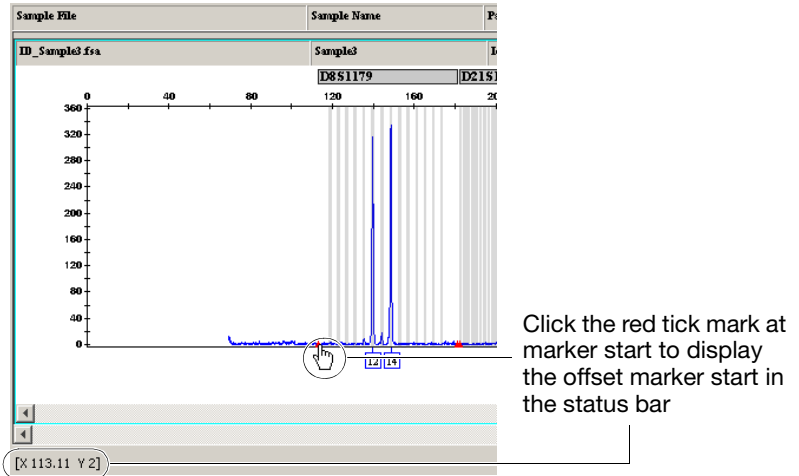 Sample File Sample Name
ID_Sample3.fsa Sample3
D8S1179
0 40 80 120 160
360
320
280
240
200
160
120
80
40
0
12 14
Click the red tick mark at
marker start to display
the offset marker start in
the status bar
[X 113.11 Y 2]